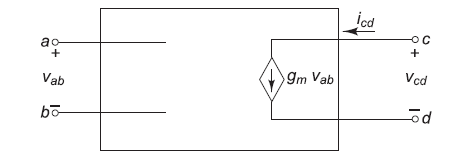 i_cd
a c
+ +
v_ab g_m v_ab v_cd
b − − d